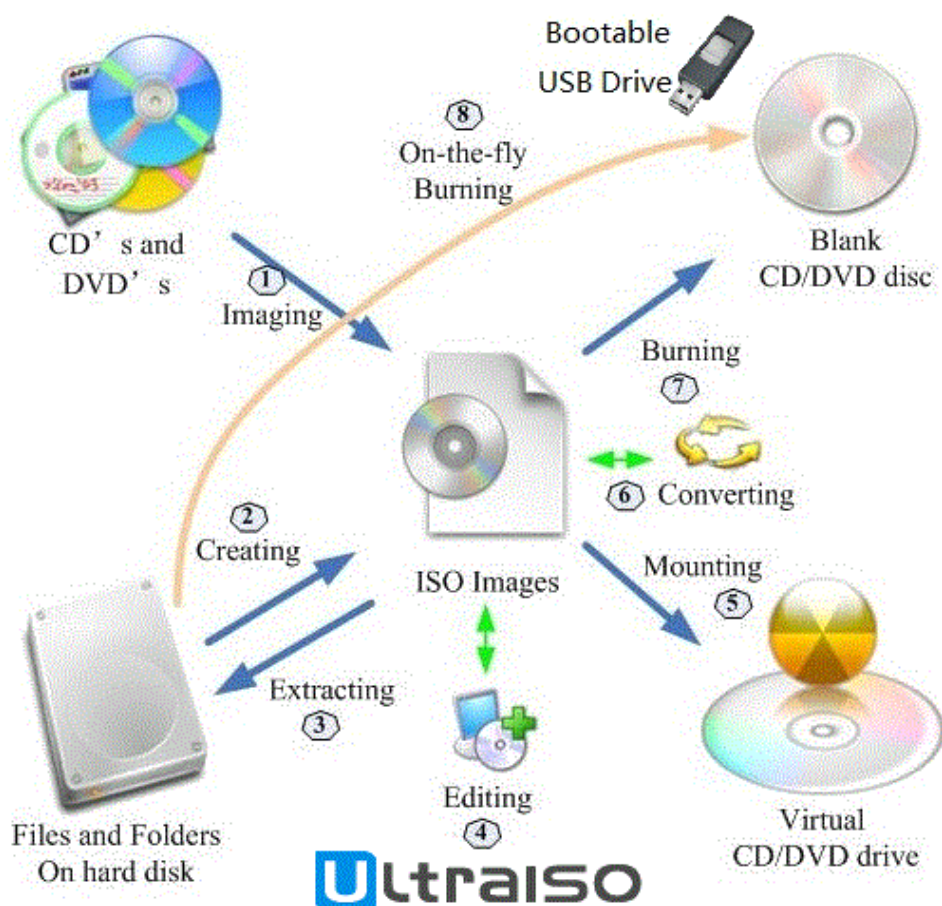 Bootable
USB Drive
8
On-the-fly
Burning
CD’s and
DVD’s
1
Imaging
Blank
CD/DVD disc
Burning
7
6 Converting
2
Creating
ISO Images
Mounting
5
Extracting
3
Editing
4
Files and Folders
On hard disk
Virtual
CD/DVD drive
UltraISO